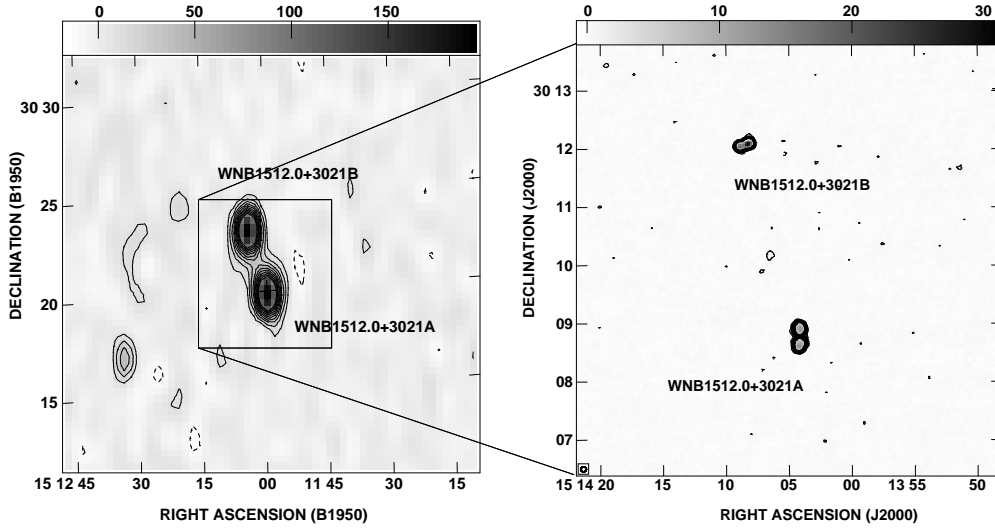 0 50 100 150
0 10 20 30
WNB1512.0+3021B
WNB1512.0+3021A
30 30
25
20
15
DECLINATION (B1950)
15 12 45 30 15 00 11 45 30 15
RIGHT ASCENSION (B1950)
WNB1512.0+3021B
WNB1512.0+3021A
30 13
12
11
10
09
08
07
DECLINATION (J2000)
15 14 20 15 10 05 00 13 55 50
RIGHT ASCENSION (J2000)